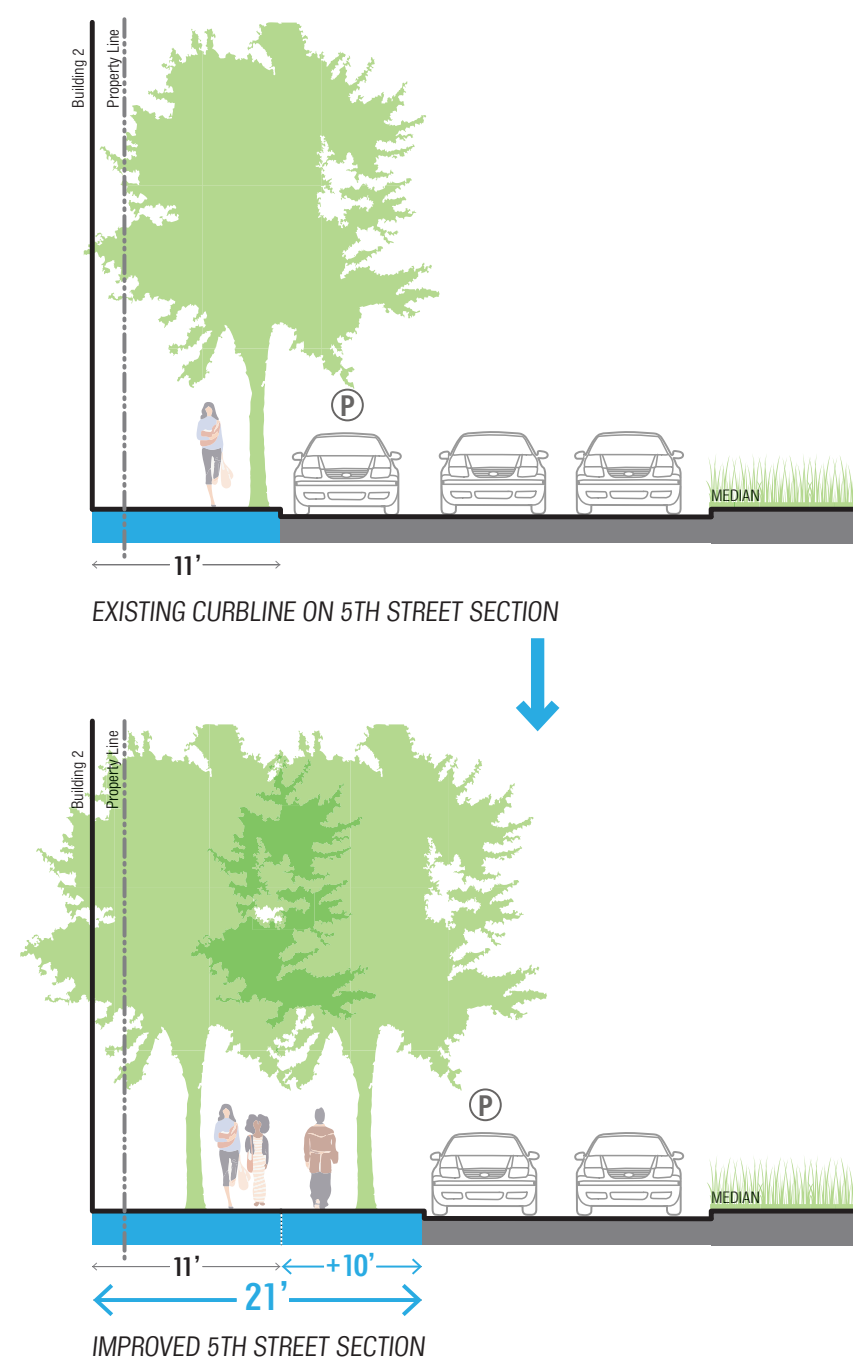 Building 2
Property Line
P
MEDIAN
11’
EXISTING CURBLINE ON 5TH STREET SECTION
Building 2
Property Line
P
MEDIAN
11’
+10’
21’
IMPROVED 5TH STREET SECTION